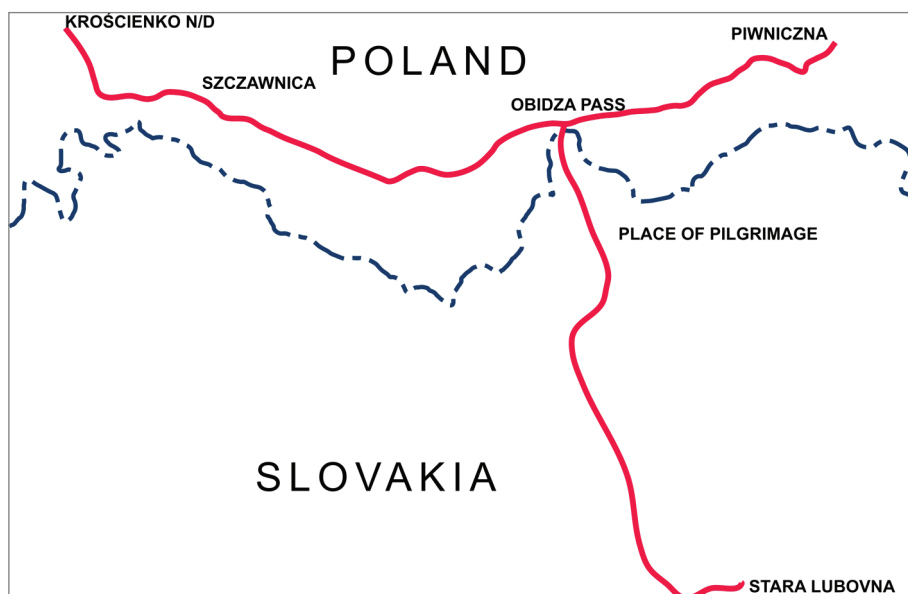 KROŚCIENKO N/D
PIWNICZNA
POLAND
SZCZAWNICA
OBIDZA PASS
PLACE OF PILGRIMAGE
SLOVAKIA
STARA LUBOVNA